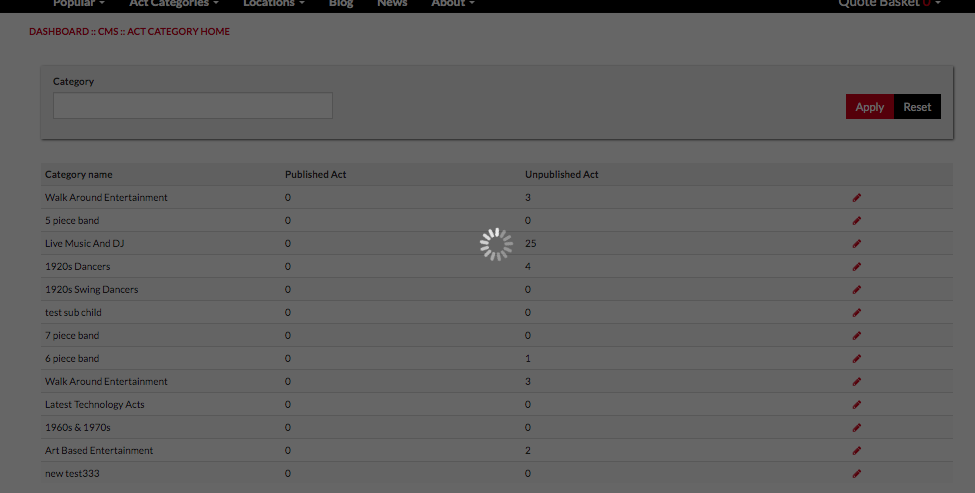 Popular Act Categories Locations Blog News About Quote Basket 0
DASHBOARD :: CMS :: ACT CATEGORY HOME
Category
Apply Reset
Category name Published Act Unpublished Act
Walk Around Entertainment 0 3
5 piece band 0 0
Live Music And DJ 0 25
1920s Dancers 0 4
1920s Swing Dancers 0 0
test sub child 0 0
7 piece band 0 0
6 piece band 0 1
Walk Around Entertainment 0 3
Latest Technology Acts 0 0
1960s & 1970s 0 0
Art Based Entertainment 0 2
new test333 0 0